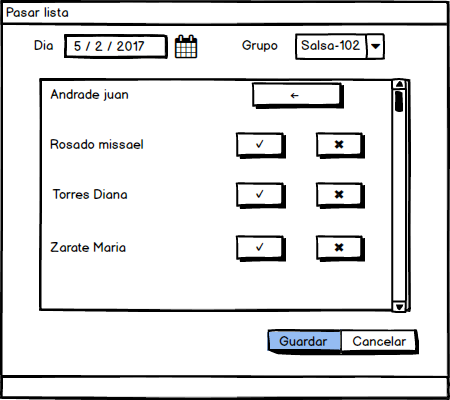 Pasar lista
Dia 5 / 2 / 2017 Grupo Salsa-102
Andrade juan ←
Rosado missael ✓ ✖
Torres Diana ✓ ✖
Zarate Maria ✓ ✖
Guardar Cancelar